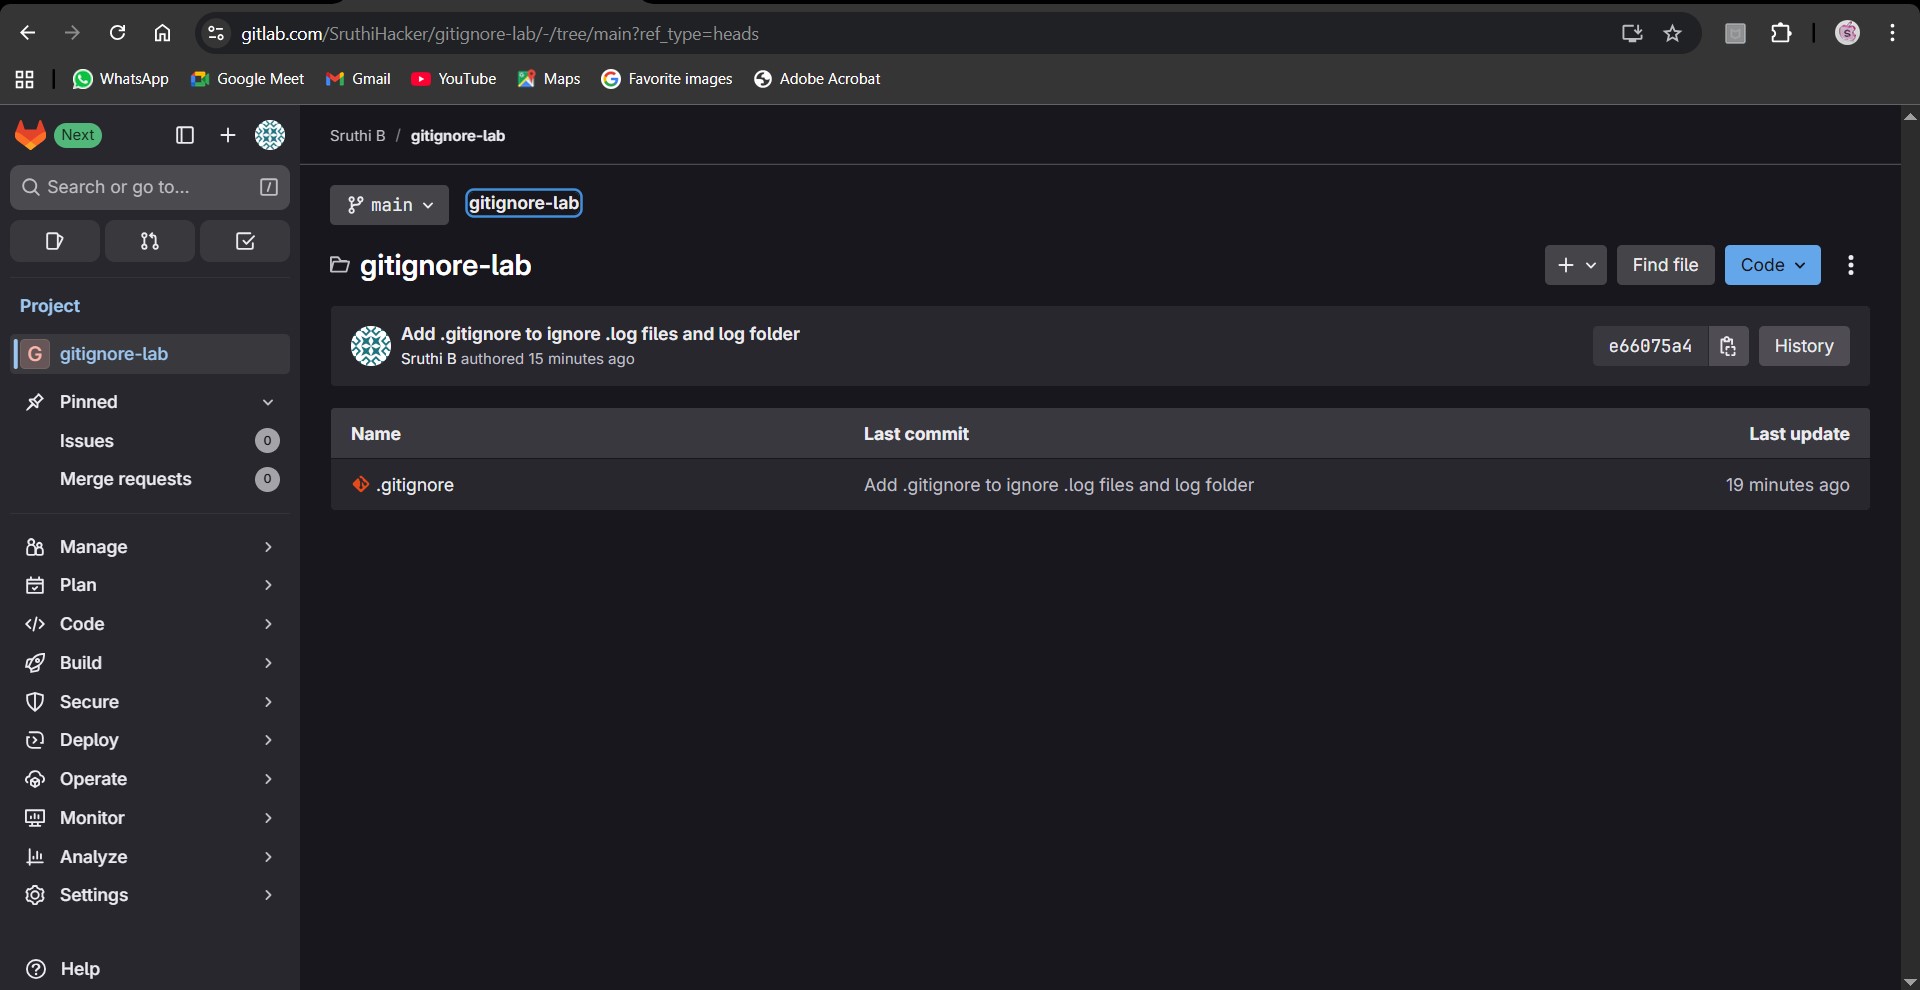 gitlab.com/SruthiHacker/gitignore-lab/-/tree/main?ref_type=heads
WhatsApp Google Meet Gmail YouTube Maps Favorite images Adobe Acrobat
Next
Sruthi B / gitignore-lab
Search or go to... /
main gitignore-lab
gitignore-lab
Find file Code
Project
Add .gitignore to ignore .log files and log folder
Sruthi B authored 15 minutes ago
e66075a4 History
G gitignore-lab
Pinned
Issues 0
Merge requests 0
Name Last commit Last update
.gitignore Add .gitignore to ignore .log files and log folder 19 minutes ago
Manage
Plan
Code
Build
Secure
Deploy
Operate
Monitor
Analyze
Settings
Help